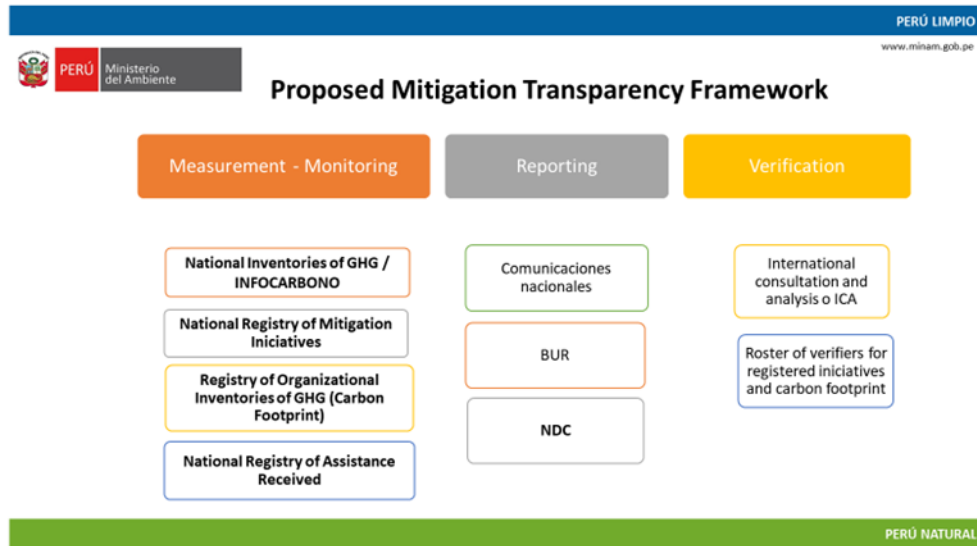 PERÚ LIMPIO
www.minam.gob.pe
PERÚ
Ministerio
del Ambiente
Proposed Mitigation Transparency Framework
Measurement - Monitoring
Reporting
Verification
National Inventories of GHG /
INFOCARBONO
National Registry of Mitigation
Iniciatives
Registry of Organizational
Inventories of GHG (Carbon
Footprint)
National Registry of Assistance
Received
Comunicaciones
nacionales
BUR
NDC
International
consultation and
analysis o ICA
Roster of verifiers for
registered iniciatives
and carbon footprint
PERÚ NATURAL